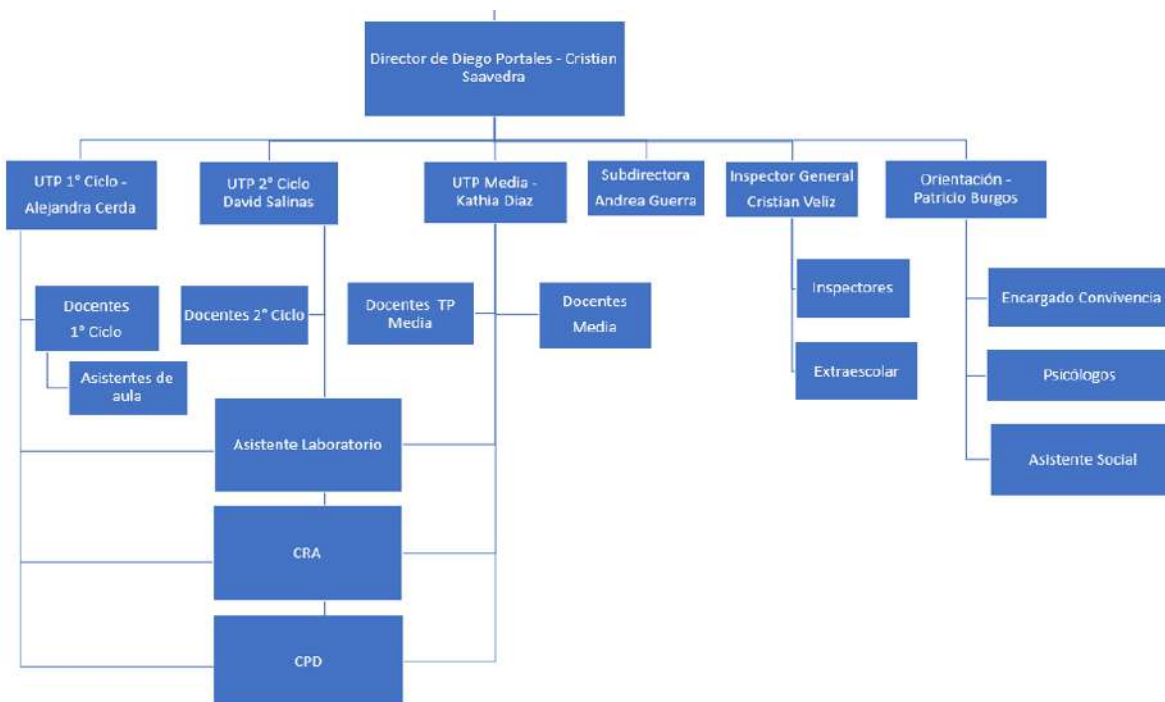 Director de Diego Portales - Cristian
Saavedra
UTP 1° Ciclo -
Alejandra Cerda
UTP 2° Ciclo
David Salinas
UTP Media -
Kathia Diaz
Subdirectora
Andrea Guerra
Inspector General
Cristian Veliz
Orientación -
Patricio Burgos
Docentes
1° Ciclo
Asistentes de
aula
Docentes 2° Ciclo
Docentes TP
Media
Docentes
Media
Inspectores
Extraescolar
Encargado Convivencia
Psicólogos
Asistente Social
Asistente Laboratorio
CRA
CPD